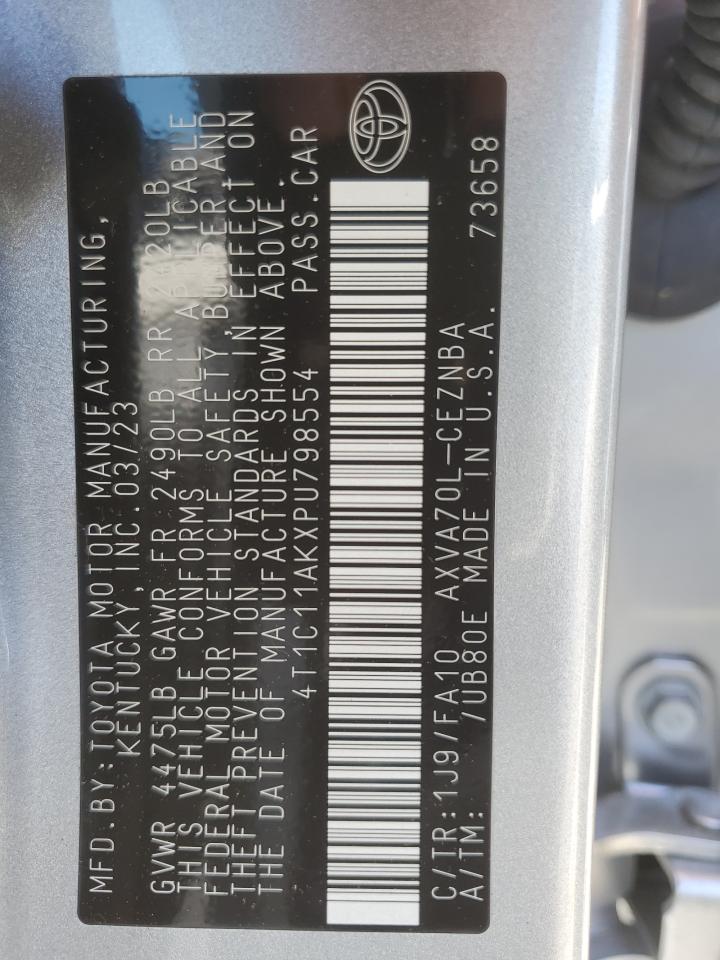 MFD.BY:TOYOTA MOTOR MANUFACTURING,
KENTUCKY, INC.03/23
GVWR 4475LB GAWR FR 2490LB RR 2420LB
THIS VEHICLE CONFORMS TO ALL APPLICABLE
FEDERAL MOTOR VEHICLE SAFETY,BUMPER AND
THEFT PREVENTION STANDARDS IN EFFECT ON
THE DATE OF MANUFACTURE SHOWN ABOVE.
4T1C11AKXPU798554 PASS.CAR
C/TR:1J9/FA10 AXVA70L-CEZNBA
A/TM: /UB80E MADE IN U.S.A. 73658